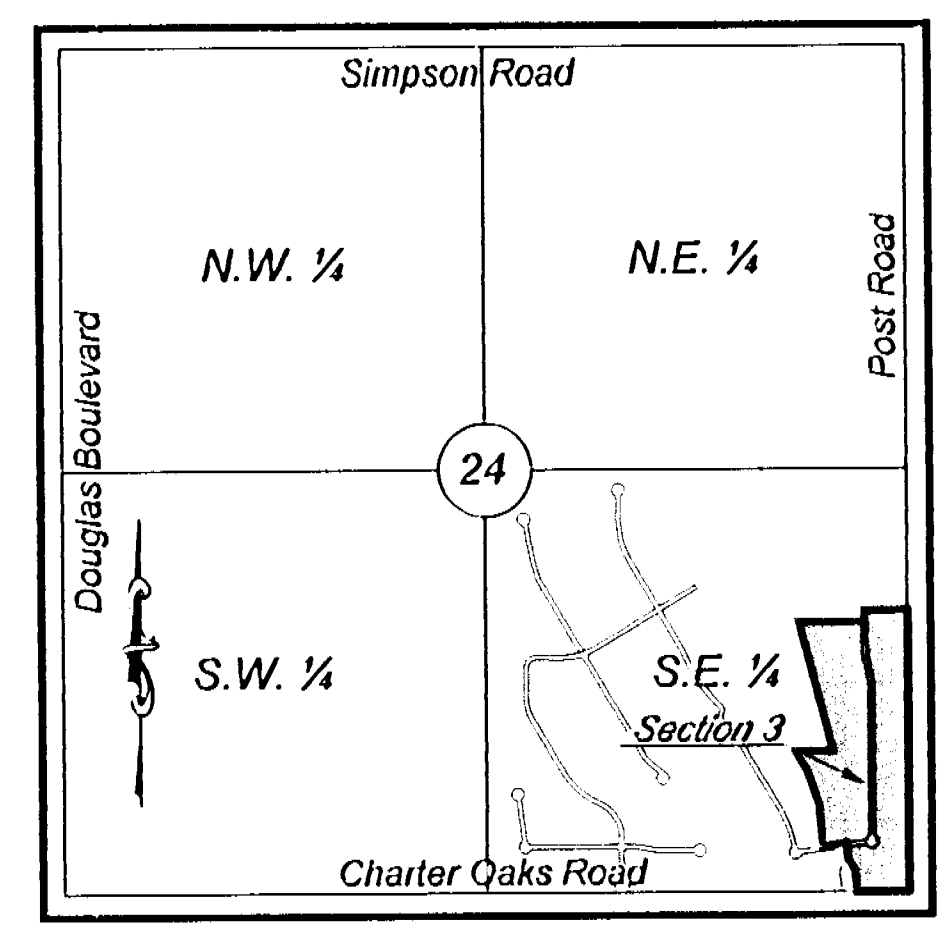 Simpson Road
N.W. ¼
N.E. ¼
Post Road
Douglas Boulevard
24
S.W. ¼
S.E. ¼
Section 3
Charter Oaks Road